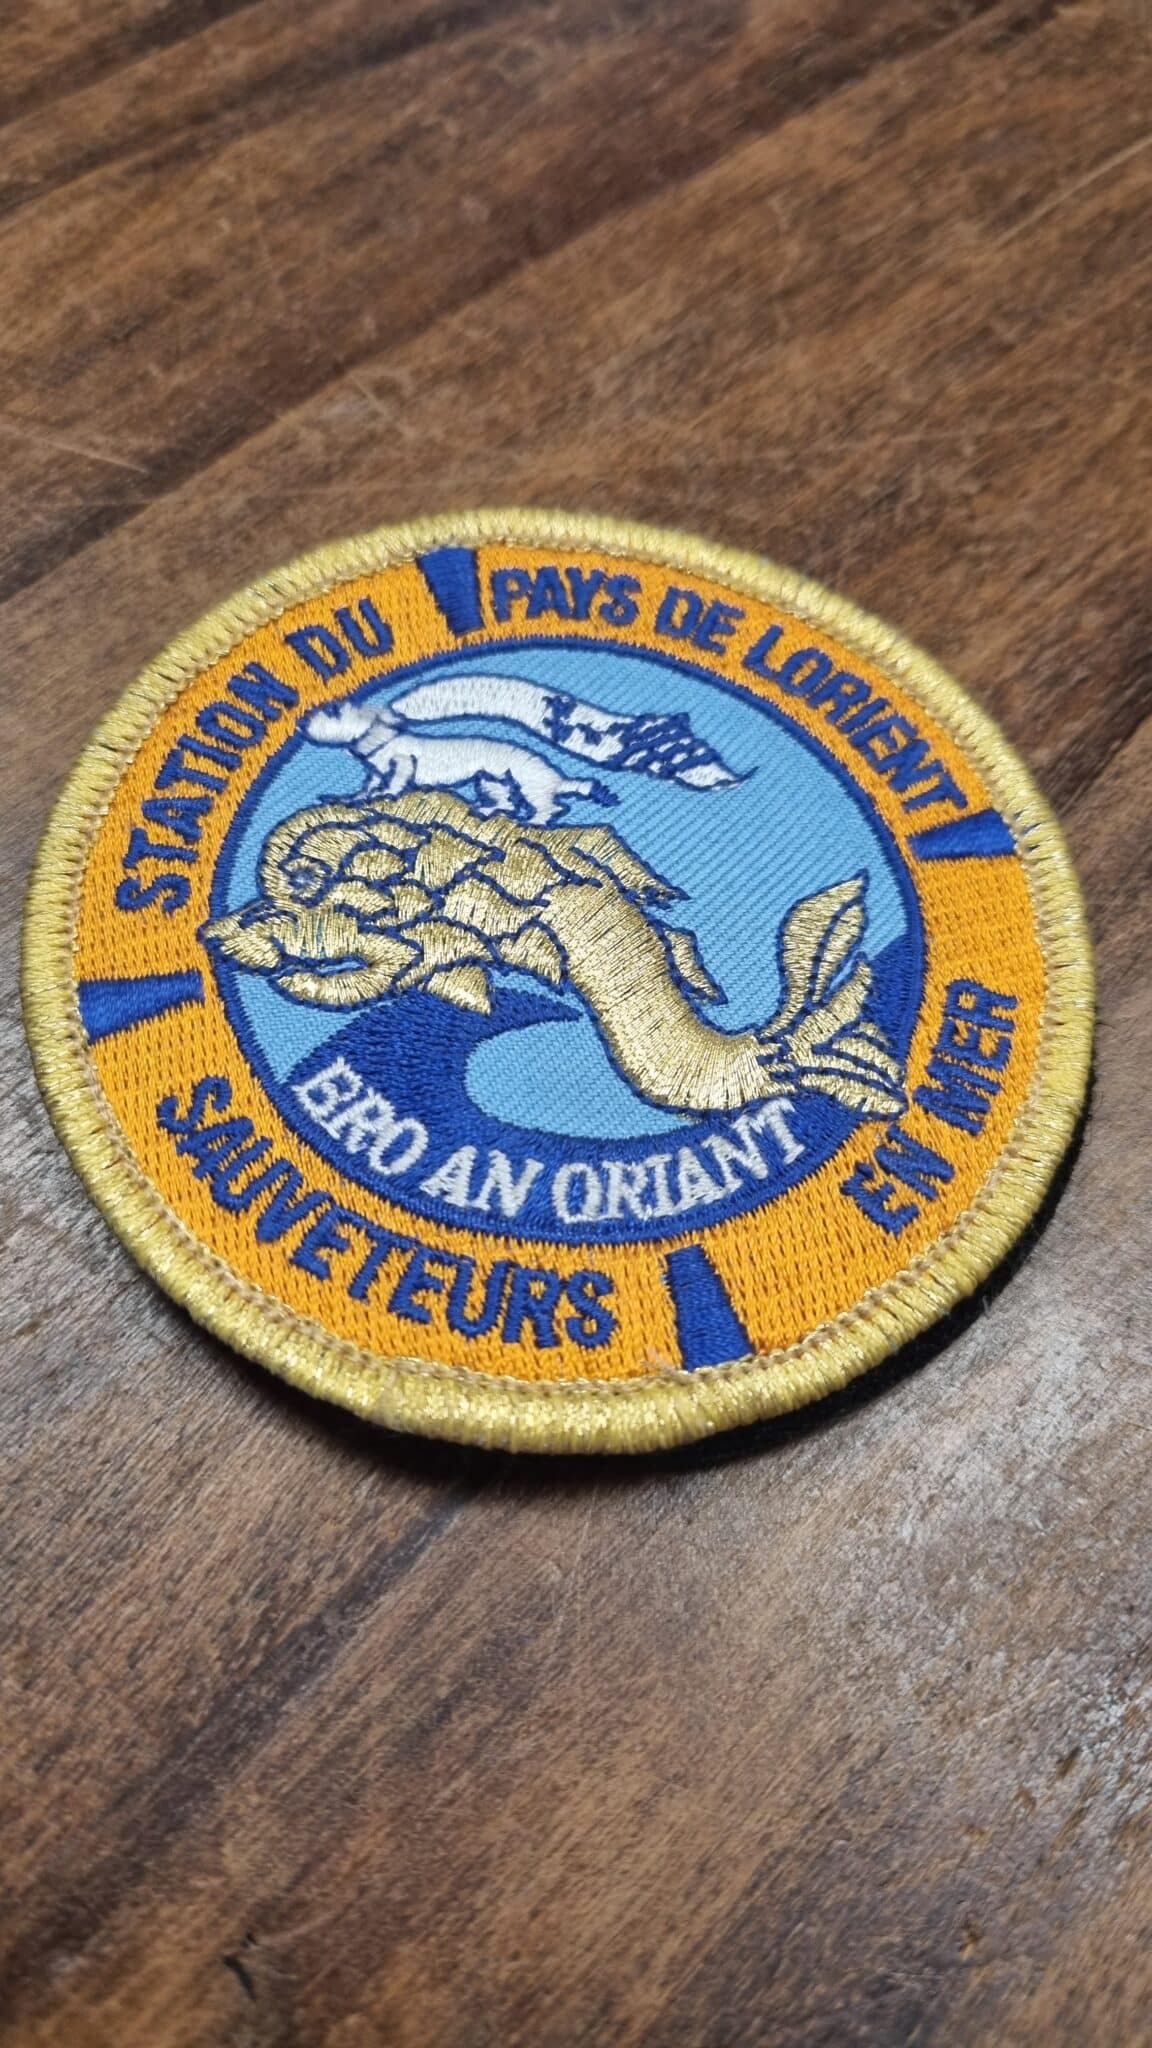 STATION DU
PAYS DE LORIENT
SAUVETEURS
EN MER
BRO AN ORIANT